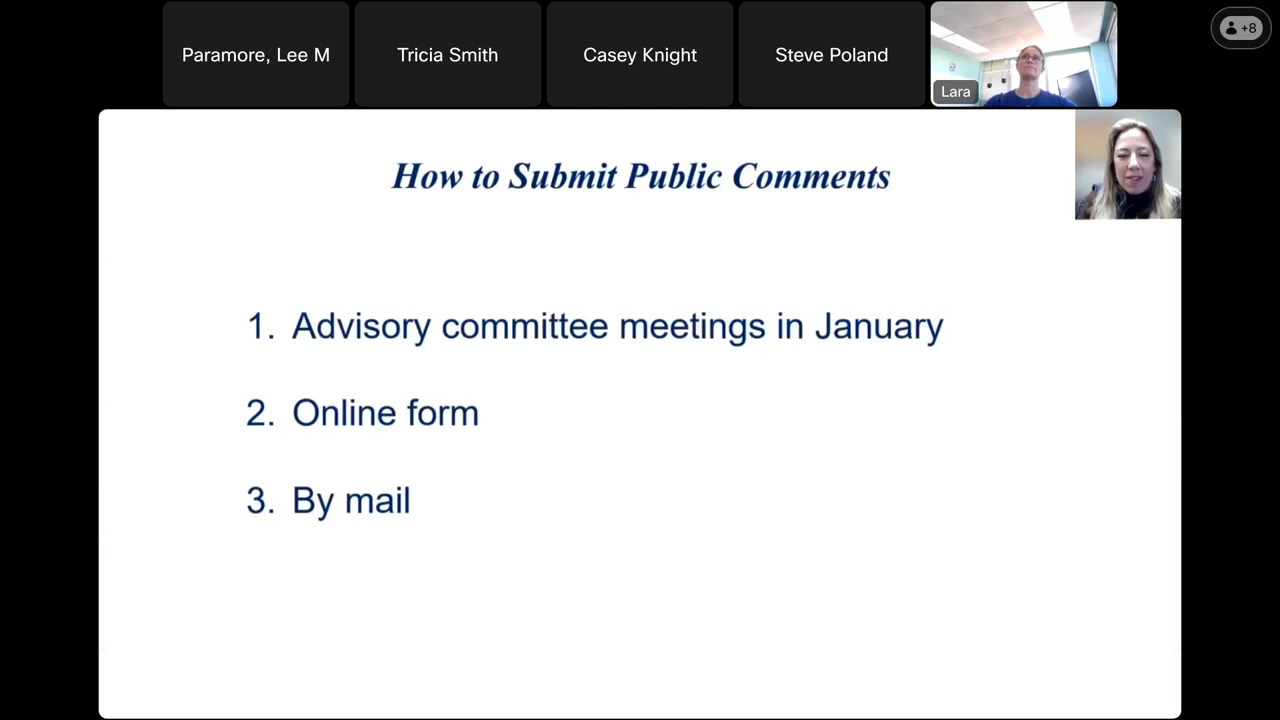 Paramore, Lee M
Tricia Smith
Casey Knight
Steve Poland
Lara
+8
How to Submit Public Comments
1. Advisory committee meetings in January
2. Online form
3. By mail